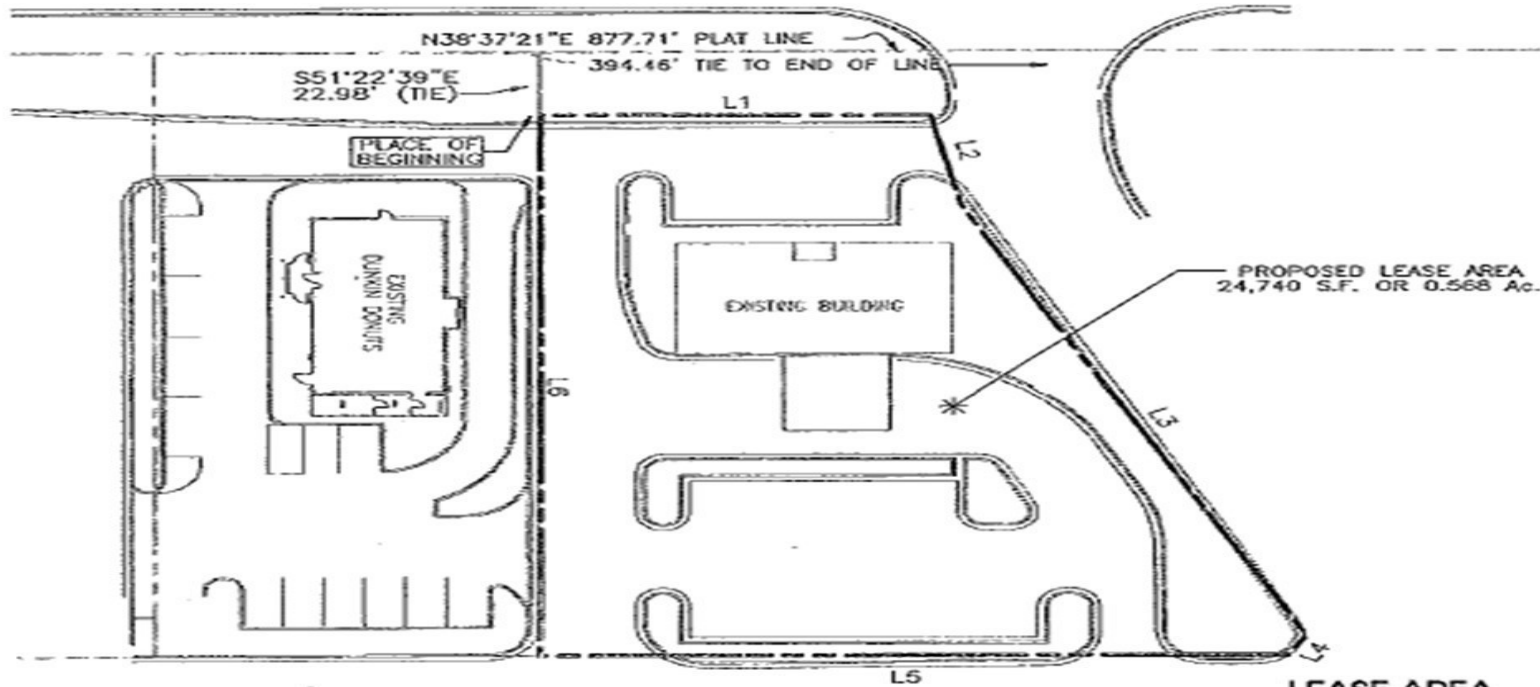 N38°37'21"E 877.71' PLAT LINE
394.46' TIE TO END OF LINE
S51°22'39"E
22.98' (TIE)
L1
PLACE OF
BEGINNING
L2
EXISTING
DUNKIN DONUTS
EXISTING BUILDING
PROPOSED LEASE AREA
24,740 S.F. OR 0.568 Ac.
L6
L3
L4
L5
LEASE AREA